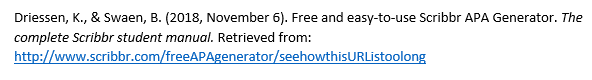 Driessen, K., & Swaen, B. (2018, November 6). Free and easy-to-use Scribbr APA Generator. The
complete Scribbr student manual. Retrieved from:
http://www.scribbr.com/freeAPAgenerator/seehowthisURListoolong